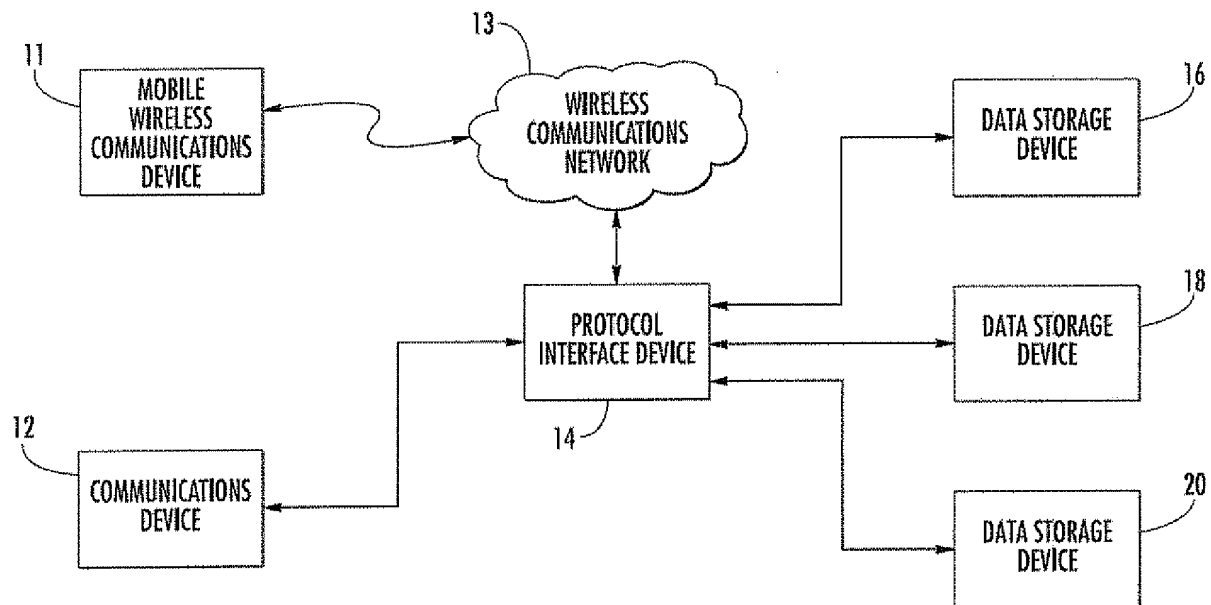 11
MOBILE
WIRELESS
COMMUNICATIONS
DEVICE
13
WIRELESS
COMMUNICATIONS
NETWORK
16
DATA STORAGE
DEVICE
PROTOCOL
INTERFACE DEVICE
14
18
DATA STORAGE
DEVICE
12
COMMUNICATIONS
DEVICE
20
DATA STORAGE
DEVICE